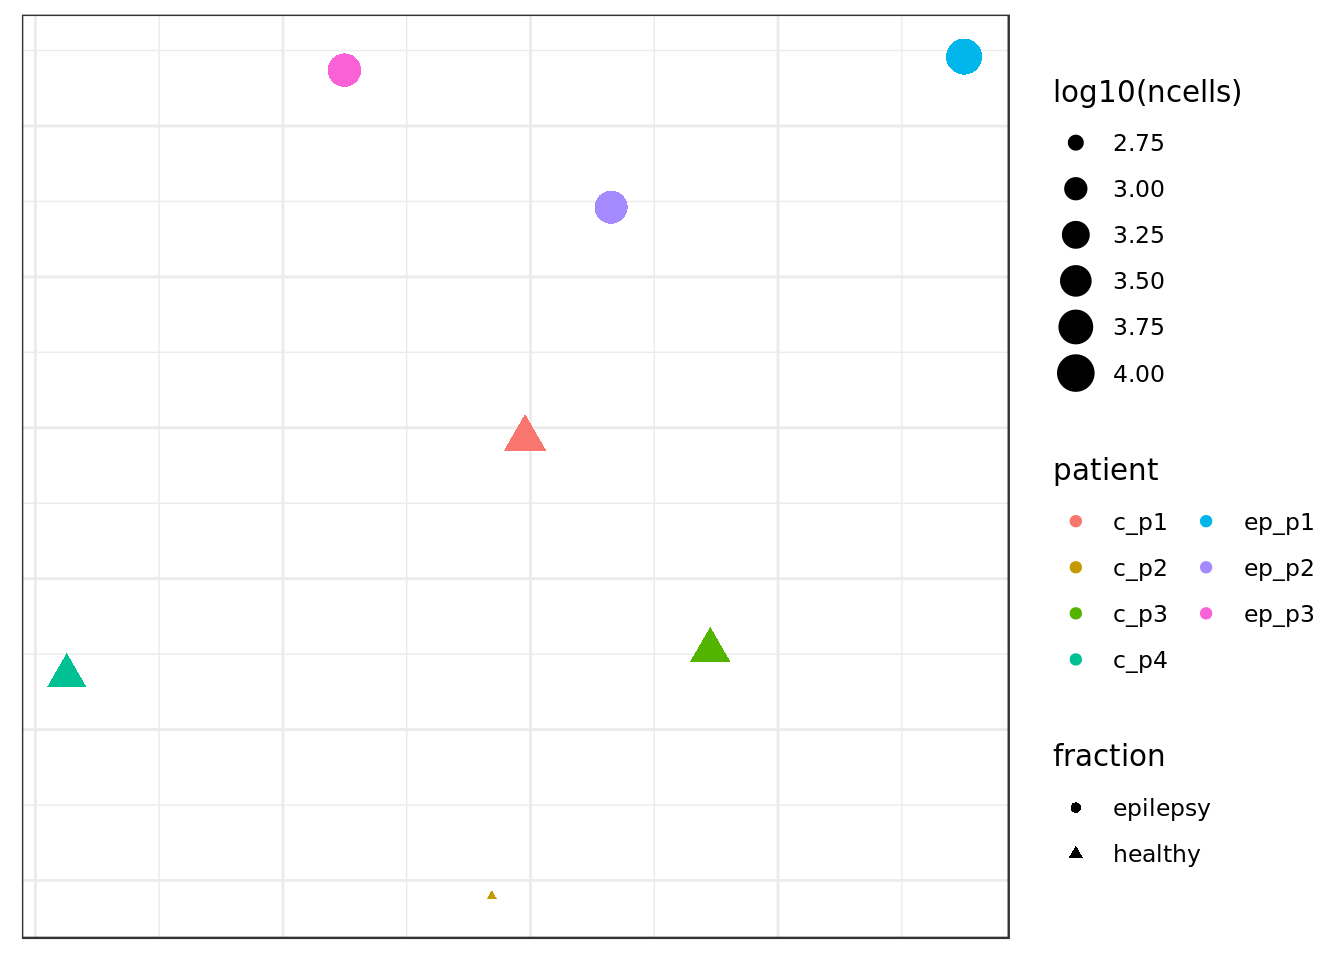 log10(ncells)
2.75
3.00
3.25
3.50
3.75
4.00
patient
c_p1 ep_p1
c_p2 ep_p2
c_p3 ep_p3
c_p4
fraction
epilepsy
healthy